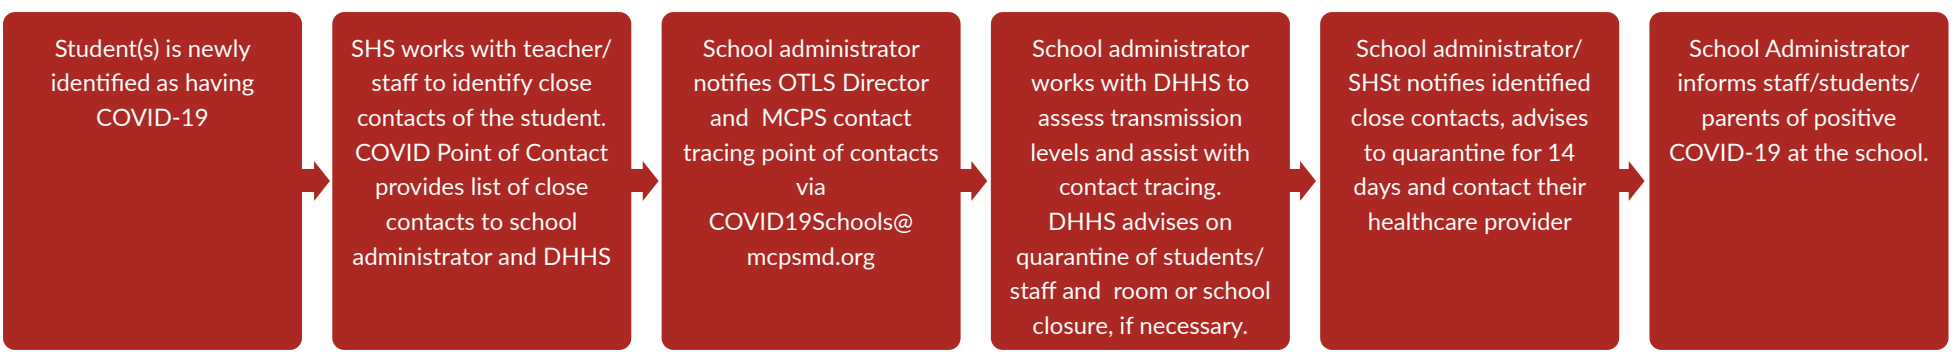 Student(s) is newly
identified as having
COVID-19
SHS works with teacher/
staff to identify close
contacts of the student.
COVID Point of Contact
provides list of close
contacts to school
administrator and DHHS
School administrator
notifies OTLS Director
and  MCPS contact
tracing point of contacts
via
COVID19Schools@
mcpsmd.org
School administrator
works with DHHS to
assess transmission
levels and assist with
contact tracing.
DHHS advises on
quarantine of students/
staff and  room or school
closure, if necessary.
School administrator/
SHSt notifies identified
close contacts, advises
to quarantine for 14
days and contact their
healthcare provider
School Administrator
informs staff/students/
parents of positive
COVID-19 at the school.